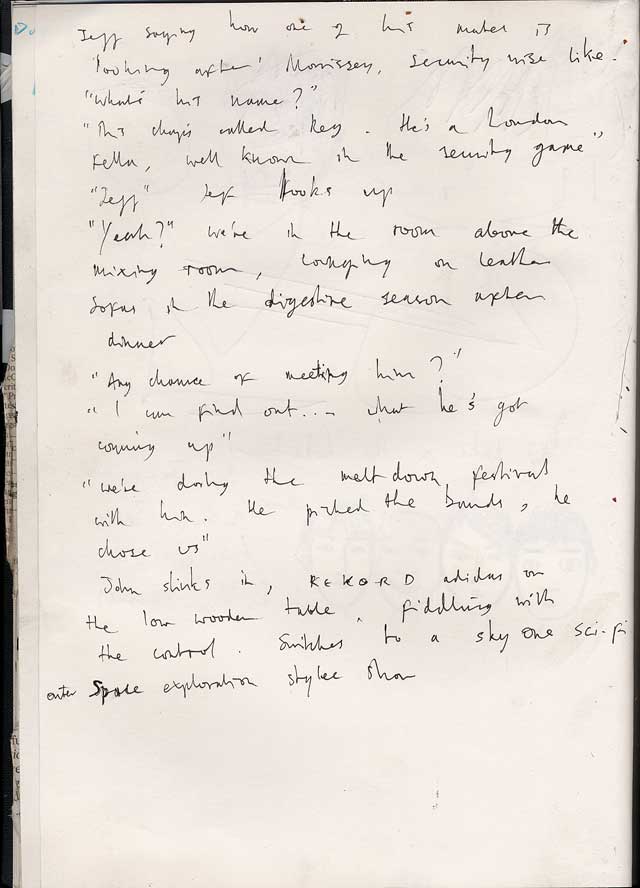 Jeff saying how one of his mates is
'looking after' Morrissey, security wise like.
"What's his name?"
"This chap's called Key. He's a London
fella, well known in the security game"
"Jeff" Jeff looks up
"Yeah?" we're in the room above the
mixing room, lounging on leather
sofas in the digestive season after
dinner
"Any chance of meeting him?"
"I can find out... what he's got
coming up"
"we're doing the meltdown festival
with him. He picked the bands, he
chose us"
John slinks in, REKORD adidas on
the low wooden table, fiddling with
the control. Switches to a sky one sci-fi
outer space exploration stylee show